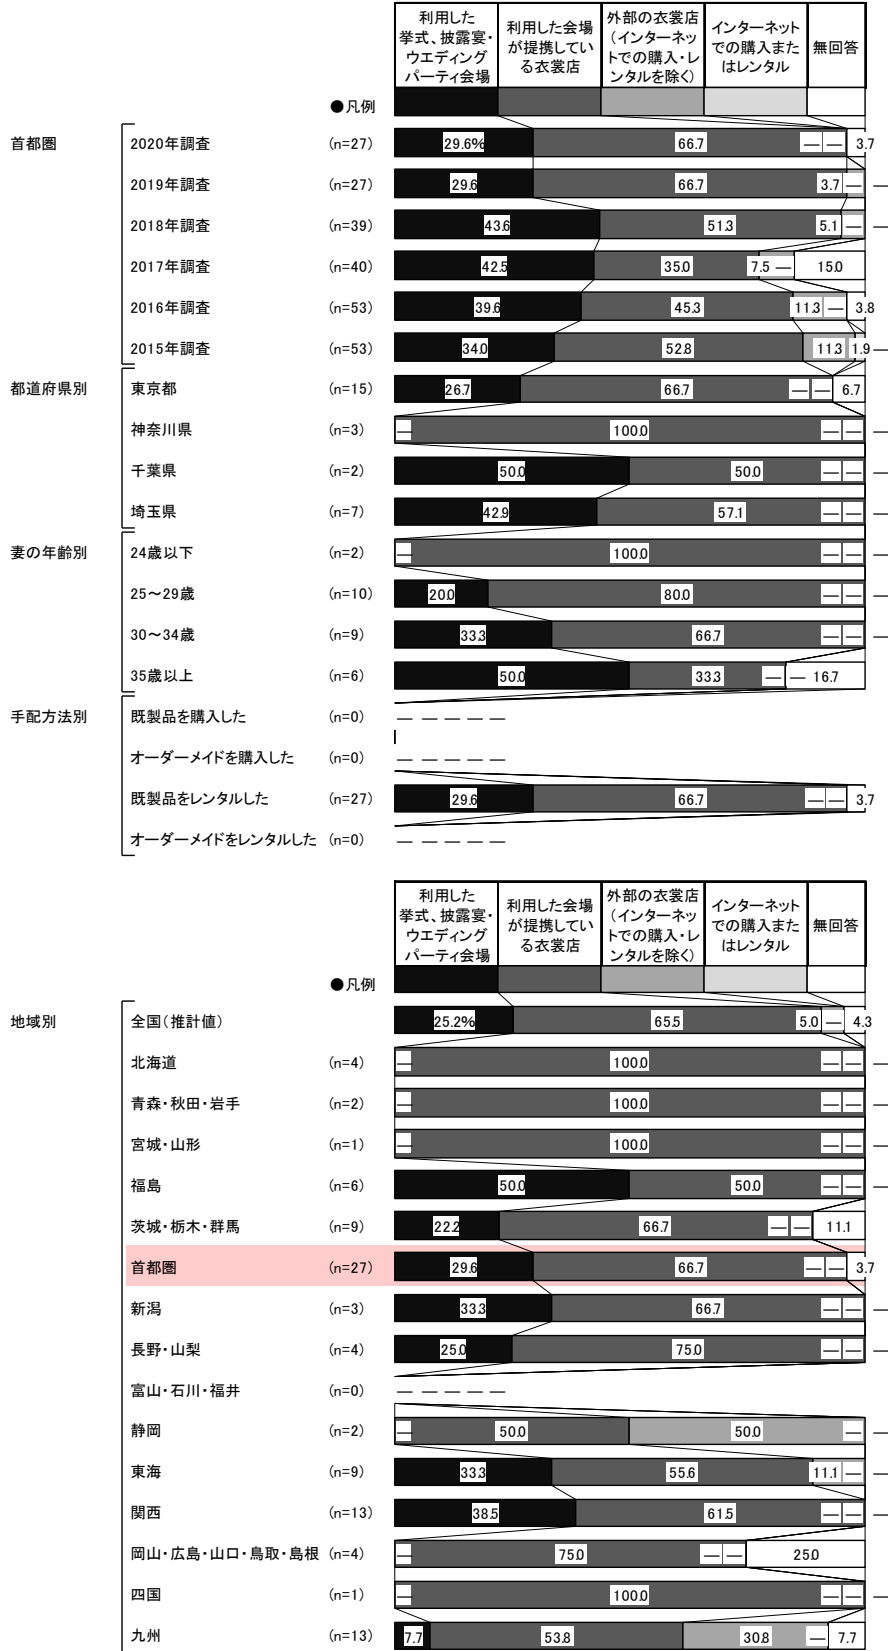 利用した
挙式、披露宴・
ウエディング
パーティ会場
利用した会場
が提携してい
る衣裳店
外部の衣裳店
(インターネッ
トでの購入・レ
ンタルを除く)
インターネット
での購入また
はレンタル
無回答
●凡例
首都圏 2020年調査 (n=27) 29.6% 66.7 — — 3.7
2019年調査 (n=27) 29.6 66.7 3.7 — —
2018年調査 (n=39) 43.6 51.3 5.1 — —
2017年調査 (n=40) 42.5 35.0 7.5 — 15.0
2016年調査 (n=53) 39.6 45.3 11.3 — 3.8
2015年調査 (n=53) 34.0 52.8 11.3 1.9 —
都道府県別 東京都 (n=15) 26.7 66.7 — — 6.7
神奈川県 (n=3) — 100.0 — — —
千葉県 (n=2) 50.0 50.0 — — —
埼玉県 (n=7) 42.9 57.1 — — —
妻の年齢別 24歳以下 (n=2) — 100.0 — — —
25～29歳 (n=10) 20.0 80.0 — — —
30～34歳 (n=9) 33.3 66.7 — — —
35歳以上 (n=6) 50.0 33.3 — — 16.7
手配方法別 既製品を購入した (n=0) — — — — —
オーダーメイドを購入した (n=0) — — — — —
既製品をレンタルした (n=27) 29.6 66.7 — — 3.7
オーダーメイドをレンタルした (n=0) — — — — —
利用した
挙式、披露宴・
ウエディング
パーティ会場
利用した会場
が提携してい
る衣裳店
外部の衣裳店
(インターネッ
トでの購入・レ
ンタルを除く)
インターネット
での購入また
はレンタル
無回答
●凡例
地域別 全国(推計値) 25.2% 65.5 5.0 — 4.3
北海道 (n=4) — 100.0 — — —
青森・秋田・岩手 (n=2) — 100.0 — — —
宮城・山形 (n=1) — 100.0 — — —
福島 (n=6) 50.0 50.0 — — —
茨城・栃木・群馬 (n=9) 22.2 66.7 — — 11.1
首都圏 (n=27) 29.6 66.7 — — 3.7
新潟 (n=3) 33.3 66.7 — — —
長野・山梨 (n=4) 25.0 75.0 — — —
富山・石川・福井 (n=0) — — — — —
静岡 (n=2) — 50.0 50.0 — —
東海 (n=9) 33.3 55.6 11.1 — —
関西 (n=13) 38.5 61.5 — — —
岡山・広島・山口・鳥取・島根 (n=4) — 75.0 — — 25.0
四国 (n=1) — 100.0 — — —
九州 (n=13) 7.7 53.8 30.8 — 7.7